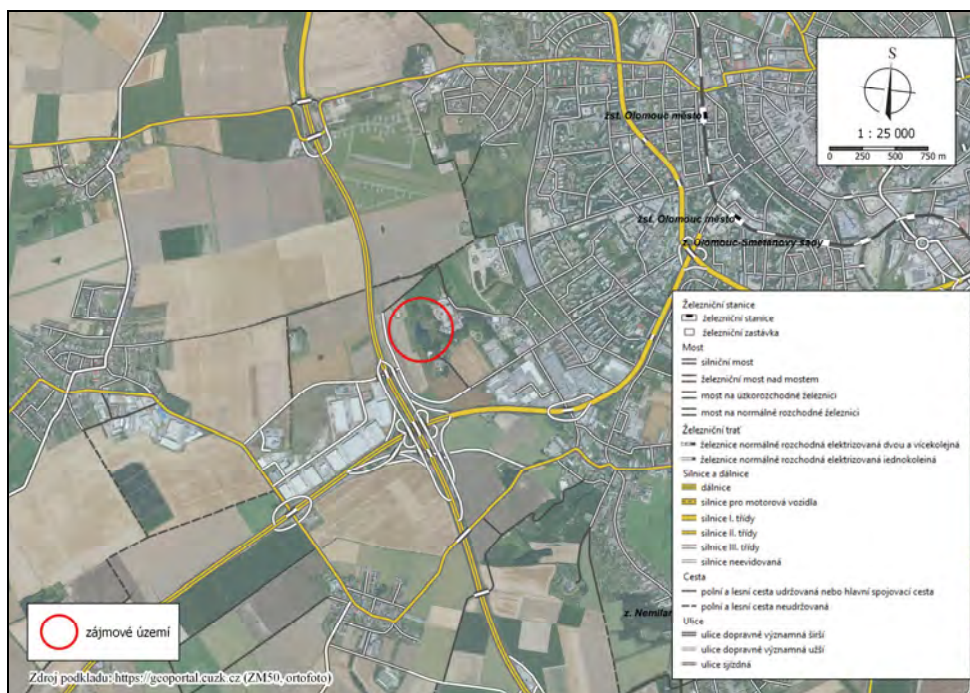 S
1 : 25 000
0 250 500 750 m
žst. Olomouc město
žst. Olomouc město
z. Olomouc-Smetanovy sady
Železniční stanice
železniční stanice
železniční zastávka
Most
silniční most
železniční most nad mostem
most na úzkorozchodné železnici
most na normálně rozchodné železnici
Železniční trať
železnice normálně rozchodná elektrizovaná dvou a vícekolejná
železnice normálně rozchodná elektrizovaná jednokolejná
Silnice a dálnice
dálnice
silnice pro motorová vozidla
silnice I. třídy
silnice II. třídy
silnice III. třídy
silnice neevidovaná
Cesta
polní a lesní cesta udržovaná nebo hlavní spojovací cesta
polní a lesní cesta neudržovaná
Ulice
ulice dopravně významná širší
ulice dopravně významná užší
ulice sjízdná
z. Nemilan
zájmové území
Zdroj podkladu: https://geoportal.cuzk.cz (ZM50, ortofoto)